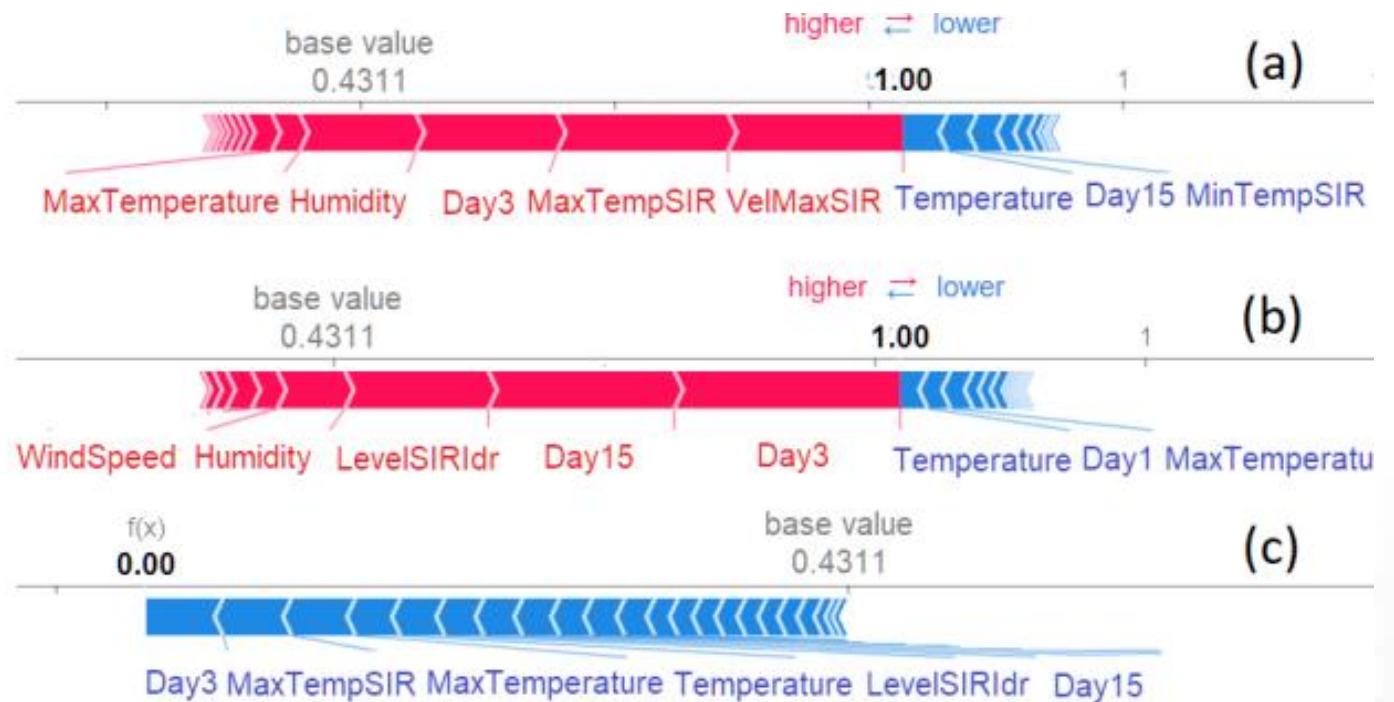 higher lower
base value
0.4311
1.00
1
(a)
MaxTemperature Humidity Day3 MaxTempSIR VelMaxSIR Temperature Day15 MinTempSIR
higher lower
base value
0.4311
1.00
1
(b)
WindSpeed Humidity LevelSIRIdr Day15 Day3 Temperature Day1 MaxTemperatu
f(x)
0.00
base value
0.4311
(c)
Day3 MaxTempSIR MaxTemperature Temperature LevelSIRIdr Day15